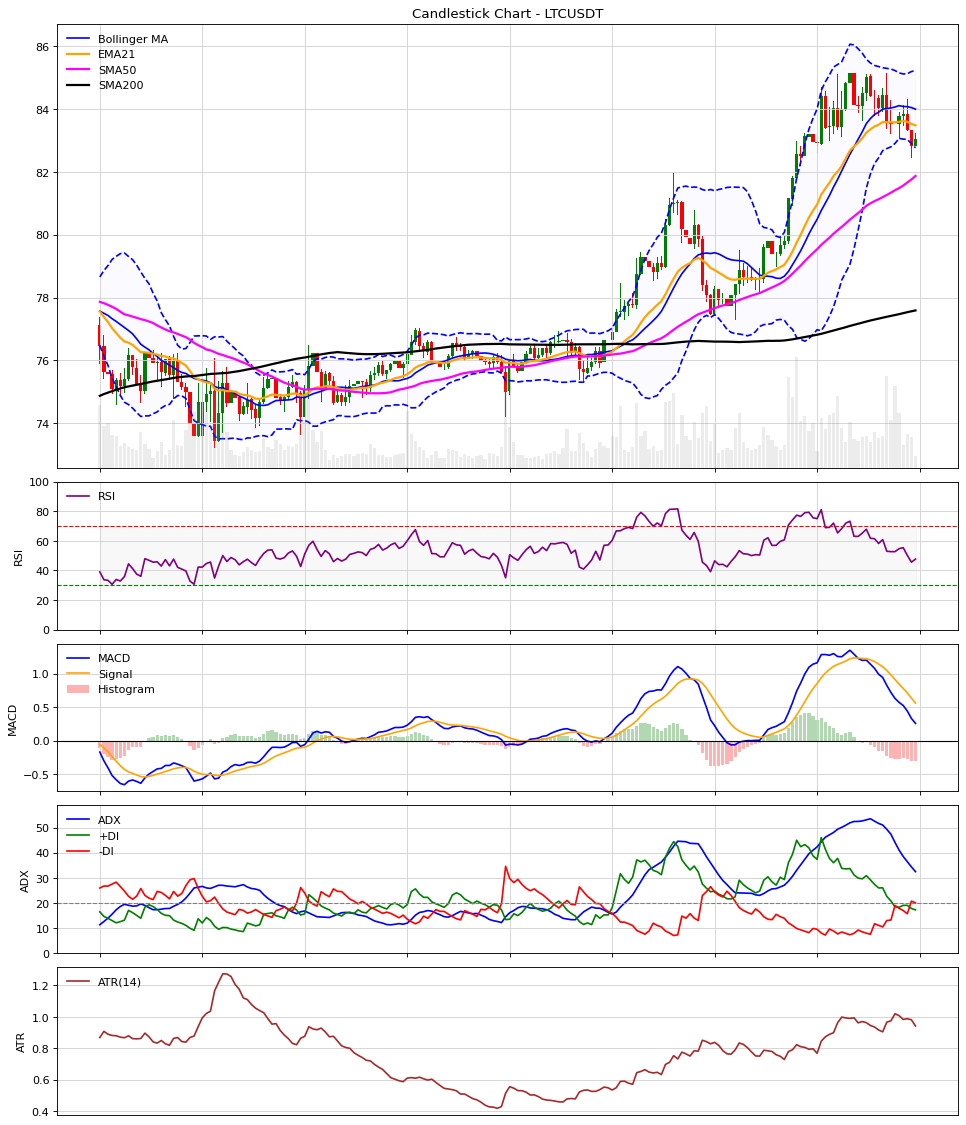 Candlestick Chart - LTCUSDT
Bollinger MA
EMA21
SMA50
SMA200
86
84
82
80
78
76
74
RSI
RSI
100
80
60
40
20
0
MACD
Signal
Histogram
MACD
1.0
0.5
0.0
−0.5
ADX
+DI
-DI
ADX
50
40
30
20
10
0
ATR(14)
ATR
1.2
1.0
0.8
0.6
0.4